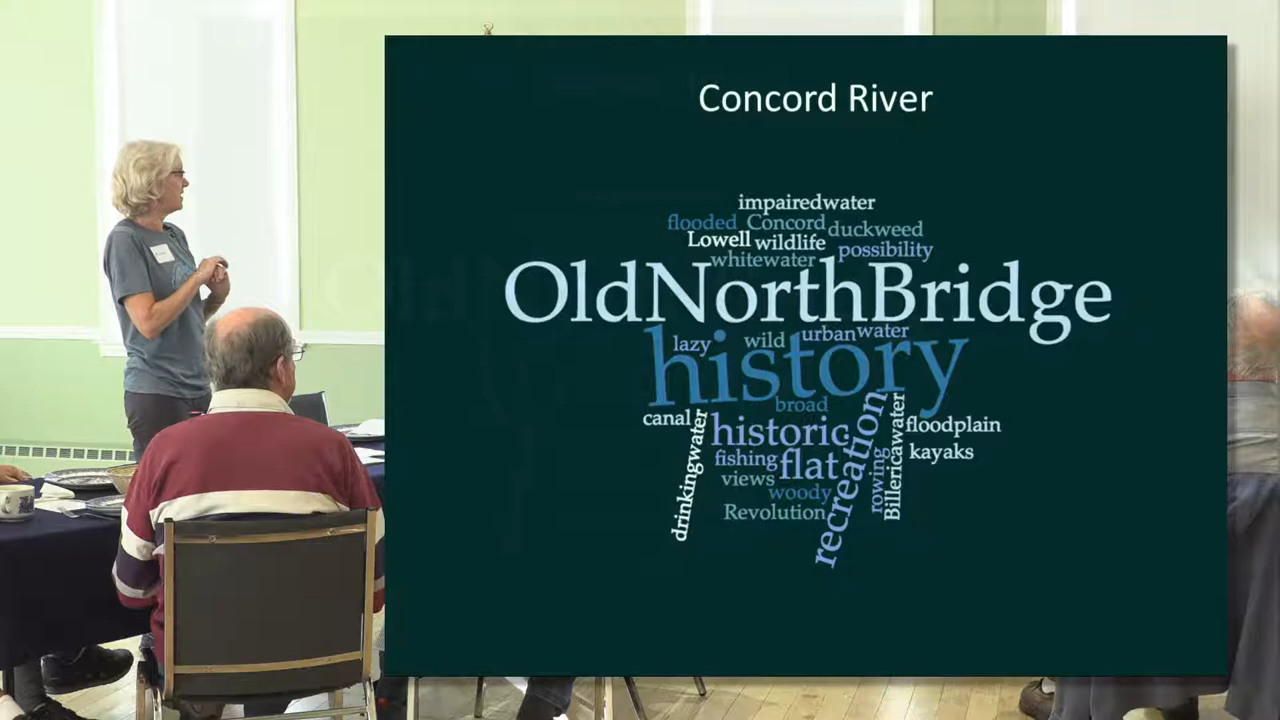 Concord River
impairedwater
flooded Concord duckweed
Lowell wildlife possibility
whitewater
OldNorthBridge
lazy wild urbanwater
history
broad
canal historic floodplain
drinkingwater
fishing flat kayaks
recreation
rowing
Billericawater
views
woody
Revolution